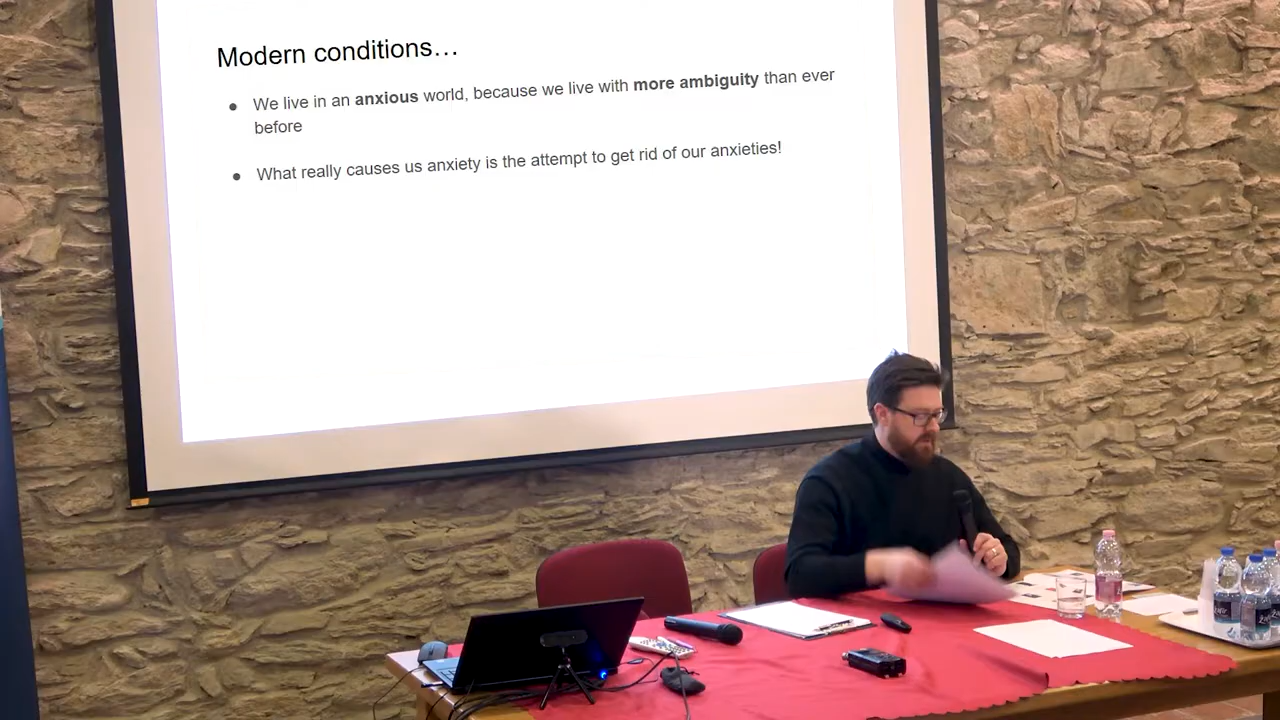 Modern conditions…
● We live in an anxious world, because we live with more ambiguity than ever
before
● What really causes us anxiety is the attempt to get rid of our anxieties!